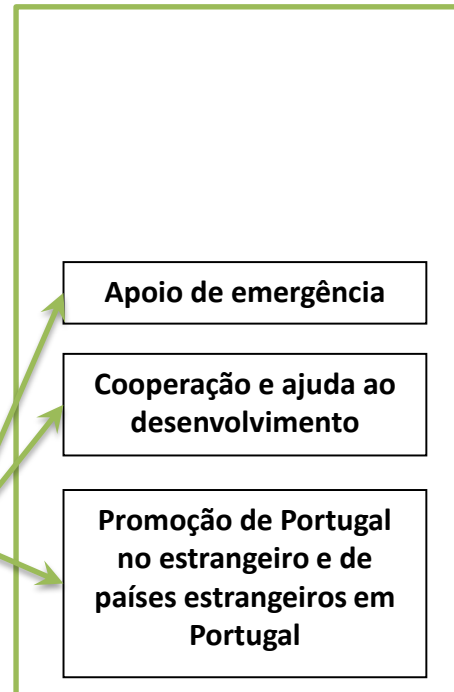 Apoio de emergência
Cooperação e ajuda ao
desenvolvimento
Promoção de Portugal
no estrangeiro e de
países estrangeiros em
Portugal